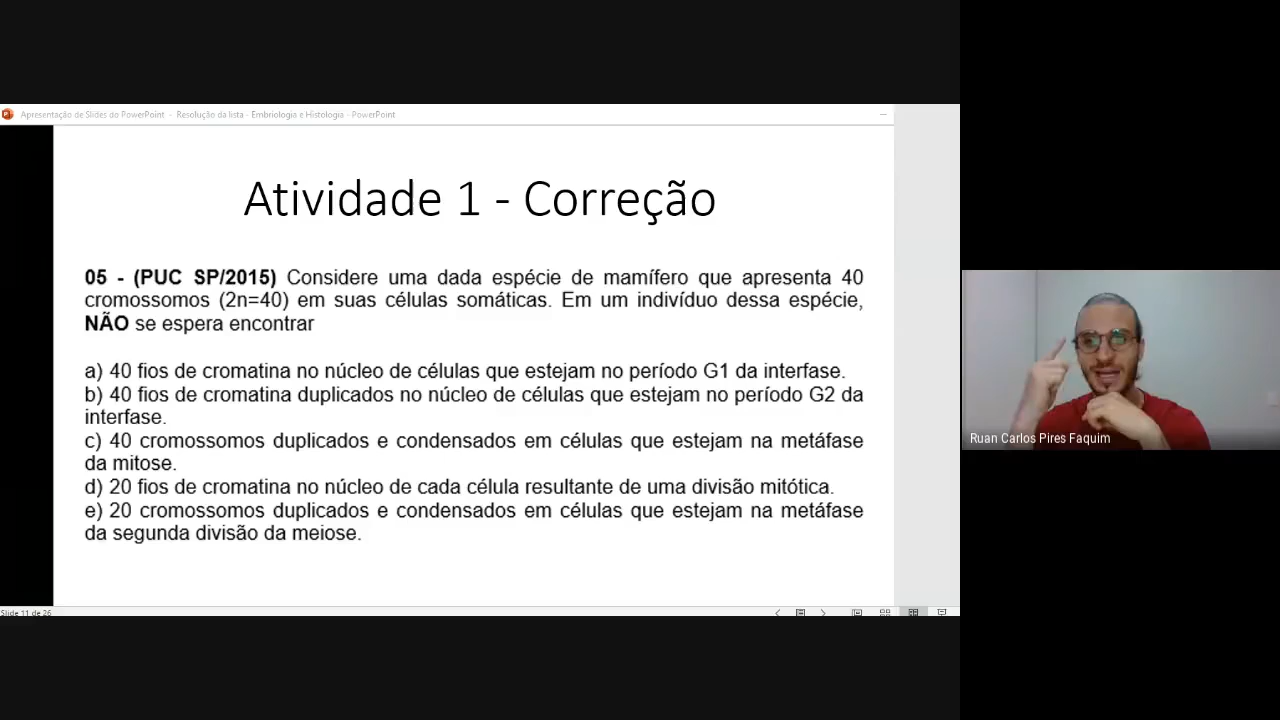 Apresentação de Slides do PowerPoint - Resolução da lista - Embriologia e Histologia - PowerPoint
Atividade 1 - Correção
05 - (PUC SP/2015) Considere uma dada espécie de mamífero que apresenta 40
cromossomos (2n=40) em suas células somáticas. Em um indivíduo dessa espécie,
NÃO se espera encontrar
a) 40 fios de cromatina no núcleo de células que estejam no período G1 da interfase.
b) 40 fios de cromatina duplicados no núcleo de células que estejam no período G2 da
interfase.
c) 40 cromossomos duplicados e condensados em células que estejam na metáfase
da mitose.
d) 20 fios de cromatina no núcleo de cada célula resultante de uma divisão mitótica.
e) 20 cromossomos duplicados e condensados em células que estejam na metáfase
da segunda divisão da meiose.
Ruan Carlos Pires Faquim
Slide 11 de 26